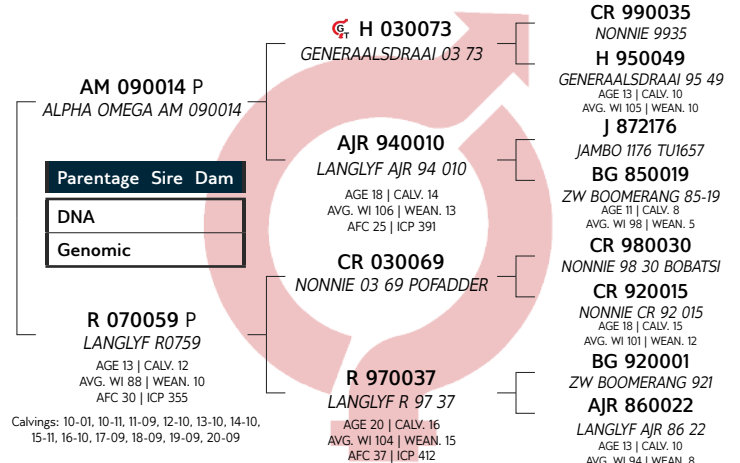 AM 090014 P
ALPHA OMEGA AM 090014
Parentage Sire Dam
DNA
Genomic
R 070059 P
LANGLYF R0759
AGE 13 | CALV. 12
AVG. WI 88 | WEAN. 10
AFC 30 | ICP 355
Calvings: 10-01, 10-11, 11-09, 12-10, 13-10, 14-10,
15-11, 16-10, 17-09, 18-09, 19-09, 20-09
GT H 030073
GENERAALSDRAAI 03 73
AJR 940010
LANGLYF AJR 94 010
AGE 18 | CALV. 14
AVG. WI 106 | WEAN. 13
AFC 25 | ICP 391
CR 030069
NONNIE 03 69 POFADDER
R 970037
LANGLYF R 97 37
AGE 20 | CALV. 16
AVG. WI 104 | WEAN. 15
AFC 37 | ICP 412
CR 990035
NONNIE 9935
H 950049
GENERAALSDRAAI 95 49
AGE 13 | CALV. 10
AVG. WI 105 | WEAN. 10
J 872176
JAMBO 1176 TU1657
BG 850019
ZW BOOMERANG 85-19
AGE 11 | CALV. 8
AVG. WI 98 | WEAN. 5
CR 980030
NONNIE 98 30 BOBATSI
CR 920015
NONNIE CR 92 015
AGE 18 | CALV. 15
AVG. WI 101 | WEAN. 12
BG 920001
ZW BOOMERANG 921
AJR 860022
LANGLYF AJR 86 22
AGE 13 | CALV. 10
AVG. WI 94 | WEAN. 8